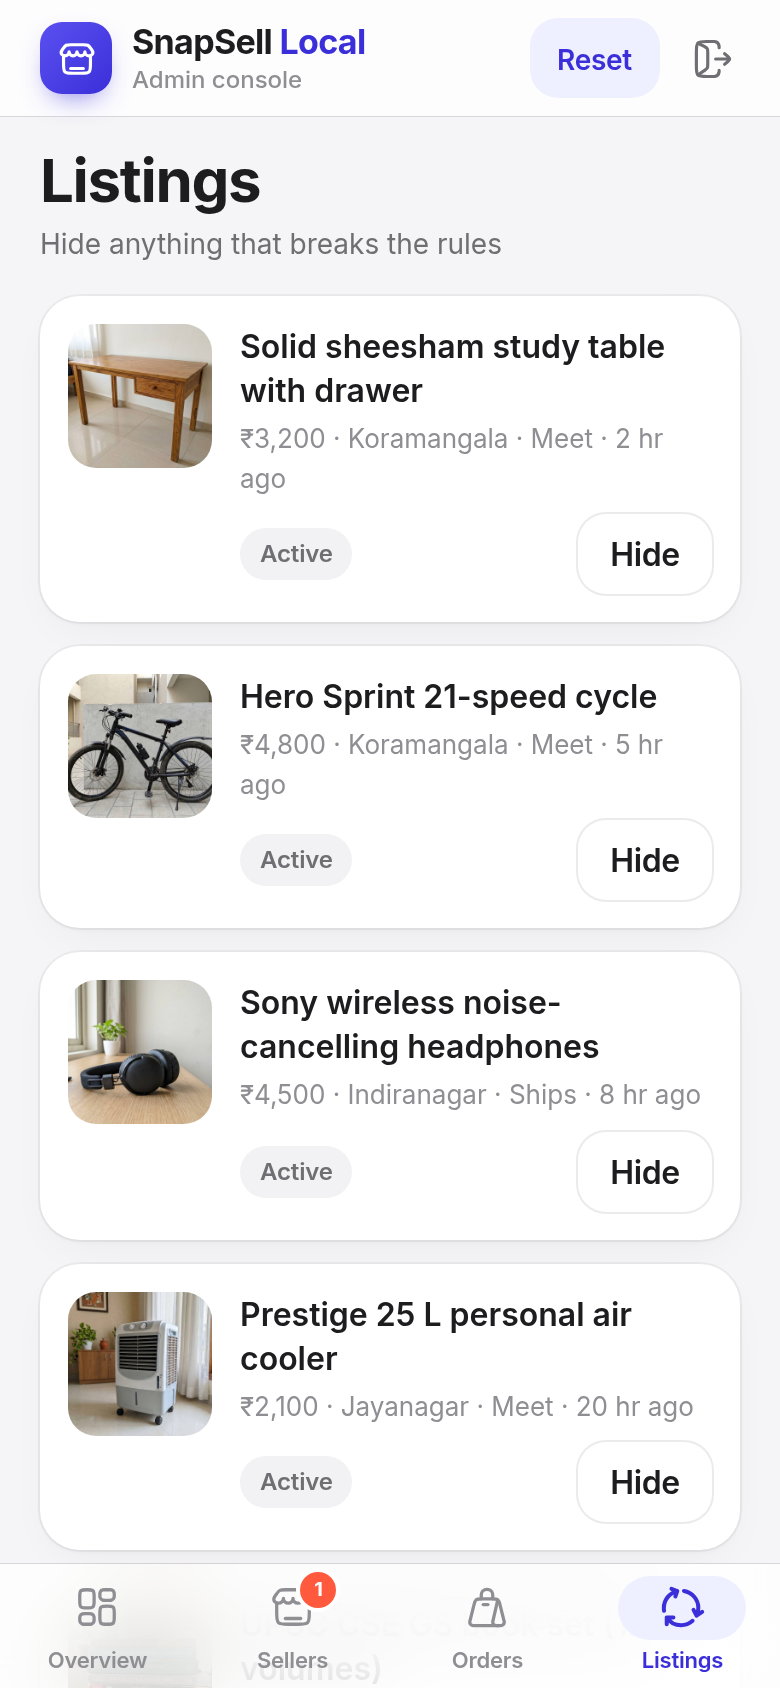 SnapSell Local
Admin console
Reset
Listings
Hide anything that breaks the rules
Solid sheesham study table
with drawer
₹3,200 · Koramangala · Meet · 2 hr
ago
Active
Hide
Hero Sprint 21-speed cycle
₹4,800 · Koramangala · Meet · 5 hr
ago
Active
Hide
Sony wireless noise-
cancelling headphones
₹4,500 · Indiranagar · Ships · 8 hr ago
Active
Hide
Prestige 25 L personal air
cooler
₹2,100 · Jayanagar · Meet · 20 hr ago
Active
Hide
set (
volumes)
1
Overview
Sellers
Orders
Listings